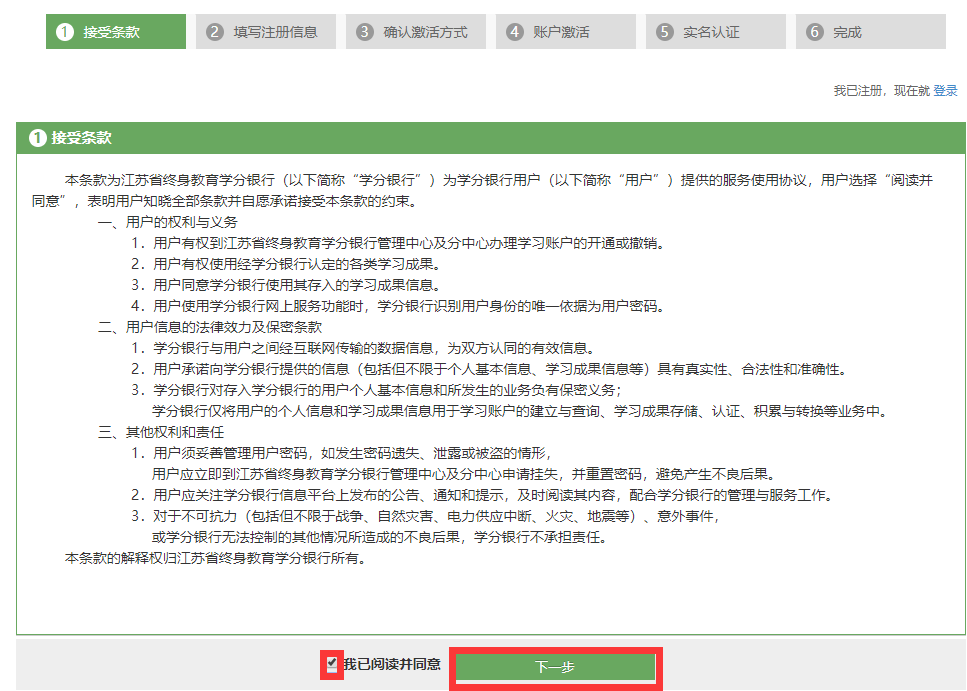 1 接受条款
2 填写注册信息
3 确认激活方式
4 账户激活
5 实名认证
6 完成
我已注册，现在就 登录
1 接受条款
本条款为江苏省终身教育学分银行（以下简称“学分银行”）为学分银行用户（以下简称“用户”）提供的服务使用协议，用户选择“阅读并
同意”，表明用户知晓全部条款并自愿承诺接受本条款的约束。
一、用户的权利与义务
1. 用户有权到江苏省终身教育学分银行管理中心及分中心办理学习账户的开通或撤销。
2. 用户有权使用经学分银行认定的各类学习成果。
3. 用户同意学分银行使用其存入的学习成果信息。
4. 用户使用学分银行网上服务功能时，学分银行识别用户身份的唯一依据为用户密码。
二、用户信息的法律效力及保密条款
1. 学分银行与用户之间经互联网传输的数据信息，为双方认同的有效信息。
2. 用户承诺向学分银行提供的信息（包括但不限于个人基本信息、学习成果信息等）具有真实性、合法性和准确性。
3. 学分银行对存入学分银行的用户个人基本信息和所发生的业务负有保密义务；
学分银行仅将用户的个人信息和学习成果信息用于学习账户的建立与查询、学习成果存储、认证、积累与转换等业务中。
三、其他权利和责任
1. 用户须妥善管理用户密码，如发生密码遗失、泄露或被盗的情形，
用户应立即到江苏省终身教育学分银行管理中心及分中心申请挂失，并重置密码，避免产生不良后果。
2. 用户应关注学分银行信息平台上发布的公告、通知和提示，及时阅读其内容，配合学分银行的管理与服务工作。
3. 对于不可抗力（包括但不限于战争、自然灾害、电力供应中断、火灾、地震等）、意外事件，
或学分银行无法控制的其他情况所造成的不良后果，学分银行不承担责任。
本条款的解释权归江苏省终身教育学分银行所有。
我已阅读并同意
下一步